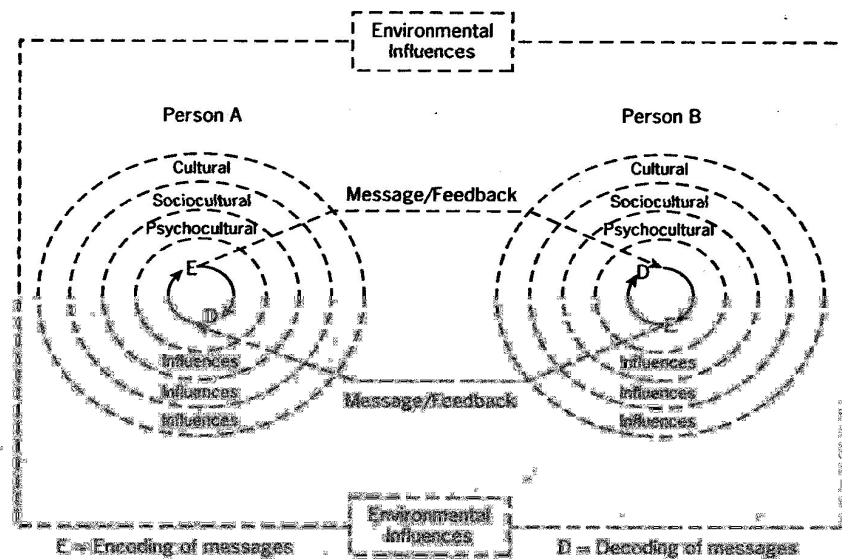 Environmental
Influences
Person A
Person B
Cultural
Cultural
Message/Feedback
Sociocultural
Sociocultural
Psychocultural
Psychocultural
E
D
D
E
Influences
Influences
Influences
Influences
Message/Feedback
Influences
Influences
Environmental
Influences
E = Encoding of messages
D = Decoding of messages